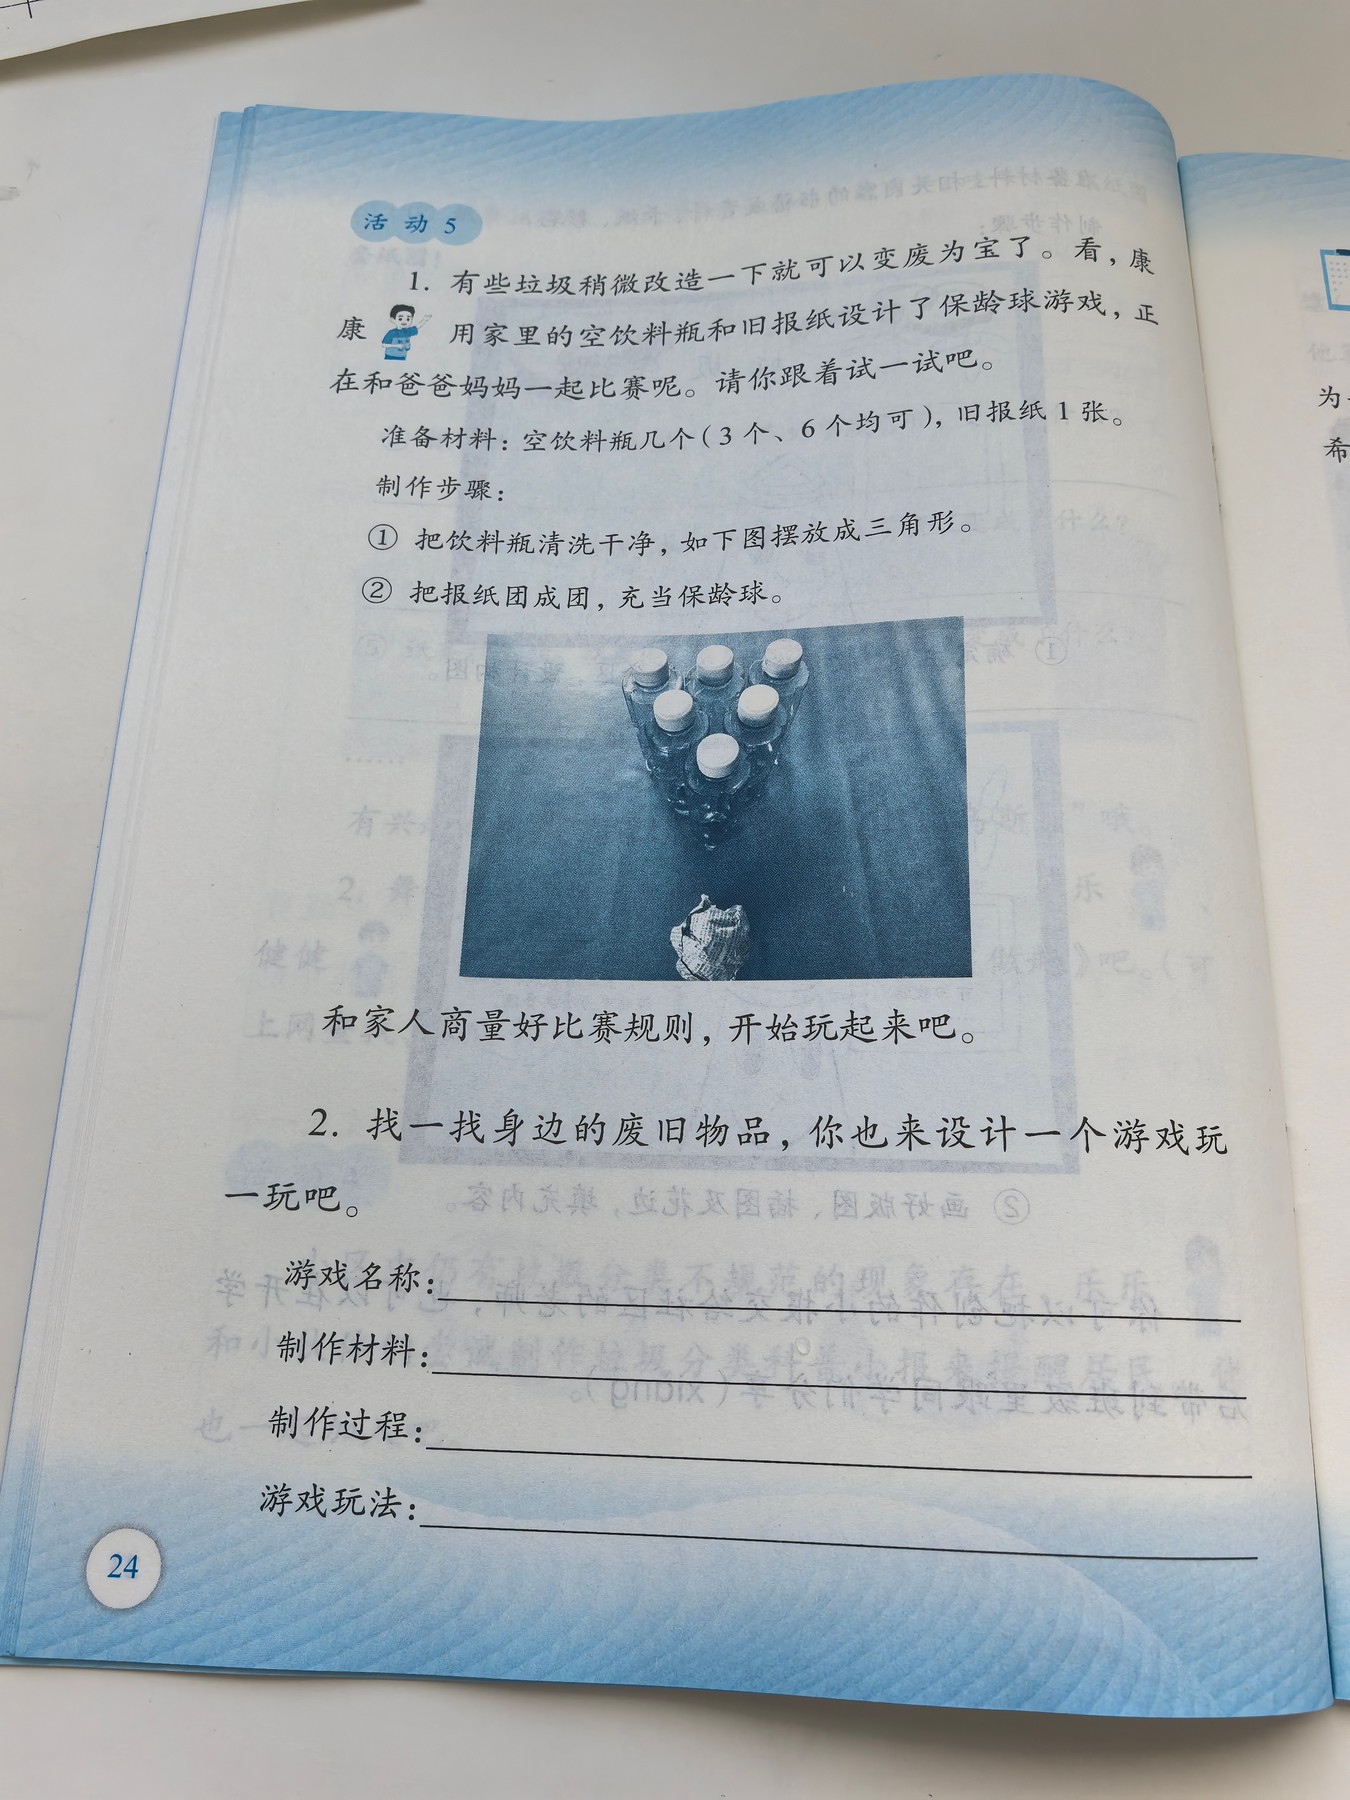 活动5
1. 有些垃圾稍微改造一下就可以变废为宝了。看，康
康 用家里的空饮料瓶和旧报纸设计了保龄球游戏，正
在和爸爸妈妈一起比赛呢。请你跟着试一试吧。
准备材料：空饮料瓶几个（3个、6个均可），旧报纸1张。
制作步骤：
① 把饮料瓶清洗干净，如下图摆放成三角形。
② 把报纸团成团，充当保龄球。
和家人商量好比赛规则，开始玩起来吧。
2. 找一找身边的废旧物品，你也来设计一个游戏玩
一玩吧。
游戏名称：
制作材料：
制作过程：
游戏玩法：
24
为
希